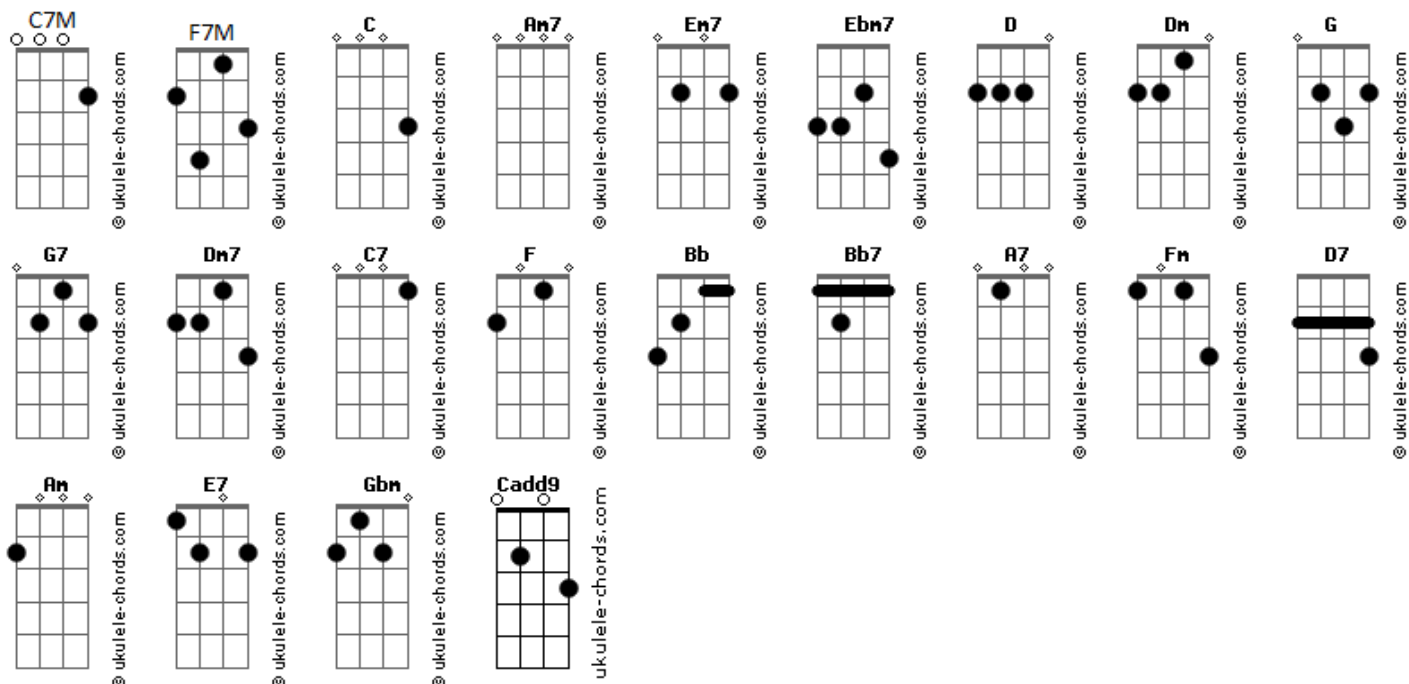 C7M F7M C Am7 Em7 Ebm7 D Dm G
© ukulele-chords.com © ukulele-chords.com © ukulele-chords.com © ukulele-chords.com © ukulele-chords.com © ukulele-chords.com © ukulele-chords.com © ukulele-chords.com © ukulele-chords.com
G7 Dm7 C7 F Bb Bb7 A7 Fm D7
© ukulele-chords.com © ukulele-chords.com © ukulele-chords.com © ukulele-chords.com © ukulele-chords.com © ukulele-chords.com © ukulele-chords.com © ukulele-chords.com © ukulele-chords.com
Am E7 Gbm Cadd9
© ukulele-chords.com © ukulele-chords.com © ukulele-chords.com ukulele-chords.com